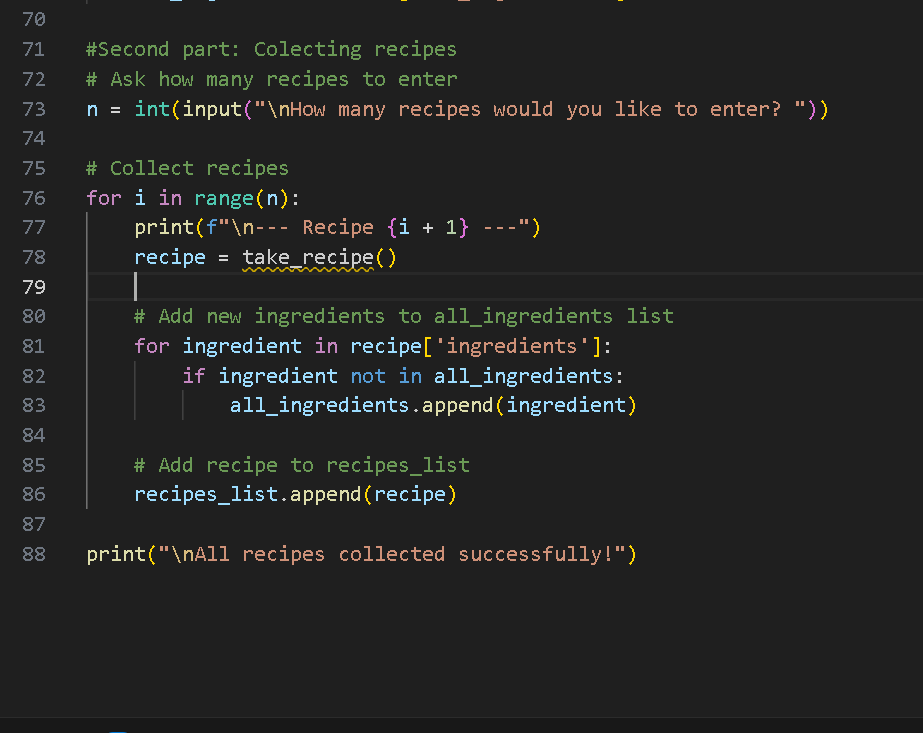 70
71 #Second part: Colecting recipes
72 # Ask how many recipes to enter
73 n = int(input("\nHow many recipes would you like to enter? "))
74
75 # Collect recipes
76 for i in range(n):
77     print(f"\n--- Recipe {i + 1} ---")
78     recipe = take_recipe()
79
80     # Add new ingredients to all_ingredients list
81     for ingredient in recipe['ingredients']:
82         if ingredient not in all_ingredients:
83             all_ingredients.append(ingredient)
84
85     # Add recipe to recipes_list
86     recipes_list.append(recipe)
87
88 print("\nAll recipes collected successfully!")